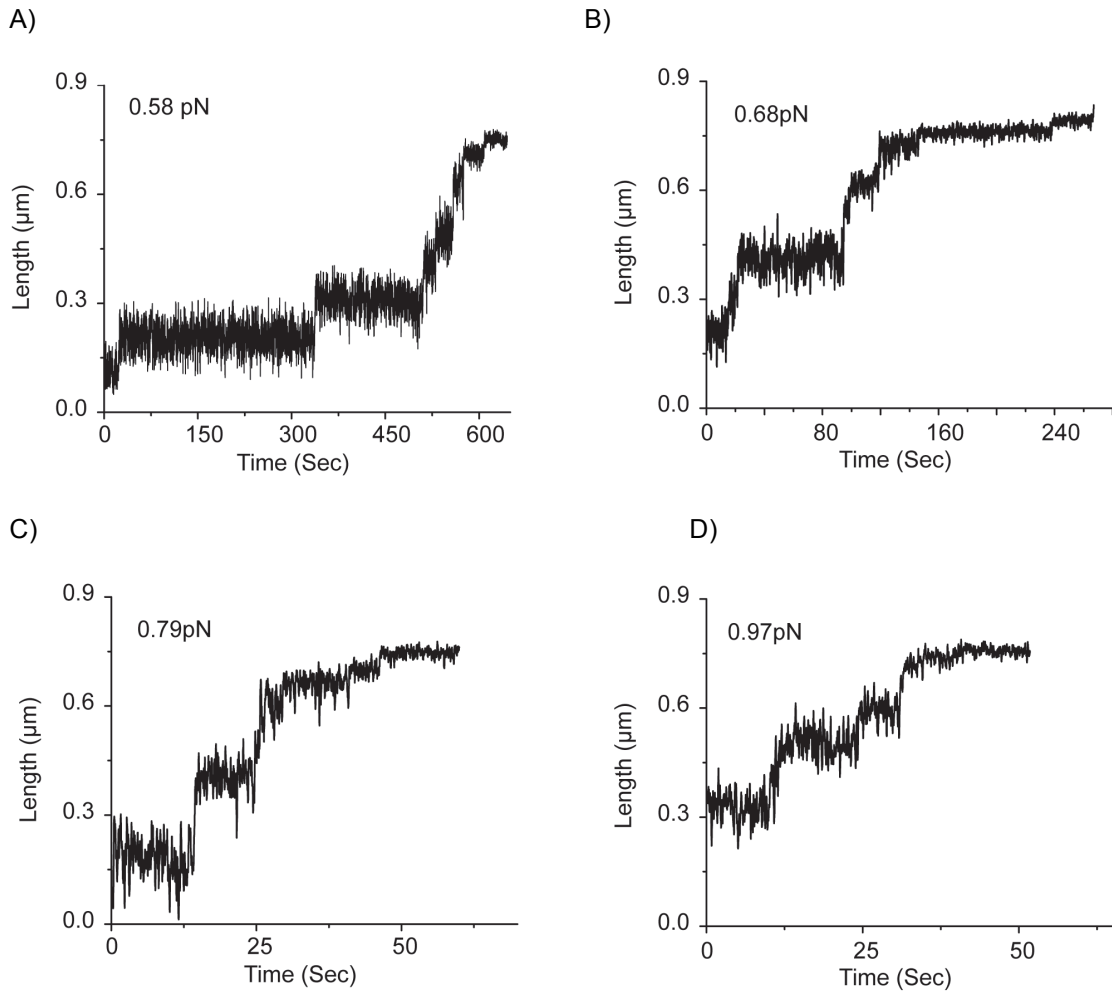 A)
B)
0.9
0.58 pN
0.6
Length (µm)
0.3
0.0
0
150
300
450
600
Time (Sec)
0.9
0.68pN
0.6
Length (µm)
0.3
0.0
0
80
160
240
Time (Sec)
C)
D)
0.9
0.79pN
0.6
Length (µm)
0.3
0.0
0
25
50
Time (Sec)
0.9
0.97pN
0.6
Length (µm)
0.3
0.0
0
25
50
Time (Sec)